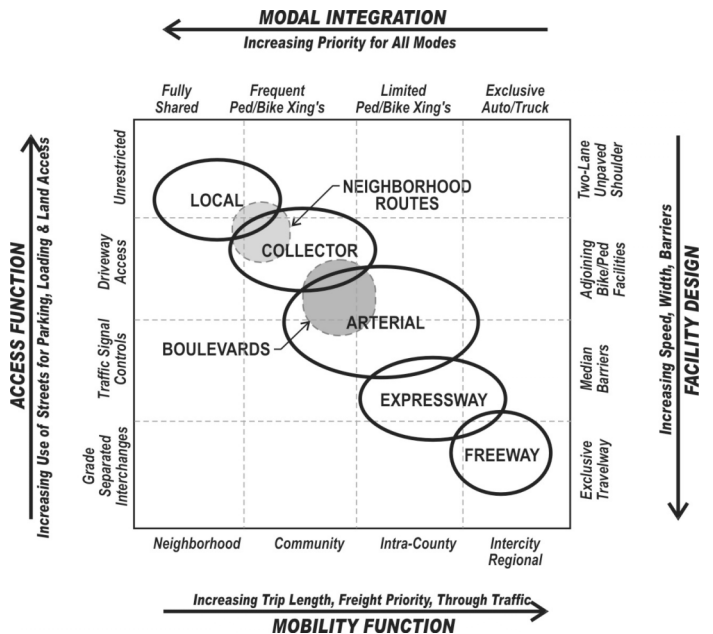 MODAL INTEGRATION
Increasing Priority for All Modes
Fully
Shared
Frequent
Ped/Bike Xing's
Limited
Ped/Bike Xing's
Exclusive
Auto/Truck
ACCESS FUNCTION
Increasing Use of Streets for Parking, Loading & Land Access
Unrestricted
Driveway
Access
Traffic Signal
Controls
Grade
Separated
Interchanges
LOCAL
NEIGHBORHOOD
ROUTES
COLLECTOR
ARTERIAL
BOULEVARDS
EXPRESSWAY
FREEWAY
Two-Lane
Unpaved
Shoulder
Adjoining
Bike/Ped
Facilities
Median
Barriers
Exclusive
Travelway
Increasing Speed, Width, Barriers
FACILITY DESIGN
Neighborhood
Community
Intra-County
Intercity
Regional
Increasing Trip Length, Freight Priority, Through Traffic
MOBILITY FUNCTION